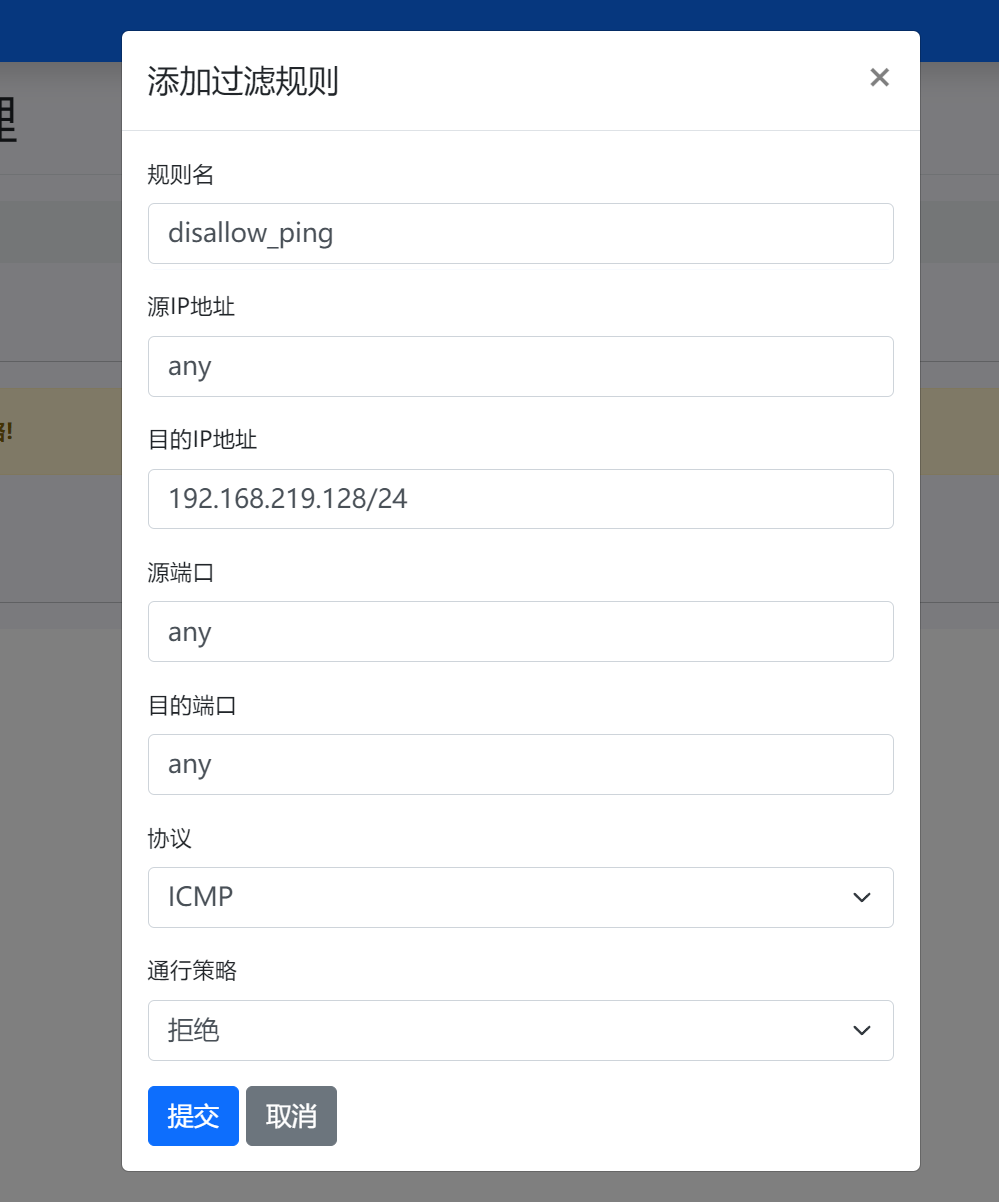 添加过滤规则
理
规则名
disallow_ping
源IP地址
any
目的IP地址
192.168.219.128/24
!
源端口
any
目的端口
any
协议
ICMP
通行策略
拒绝
提交 取消